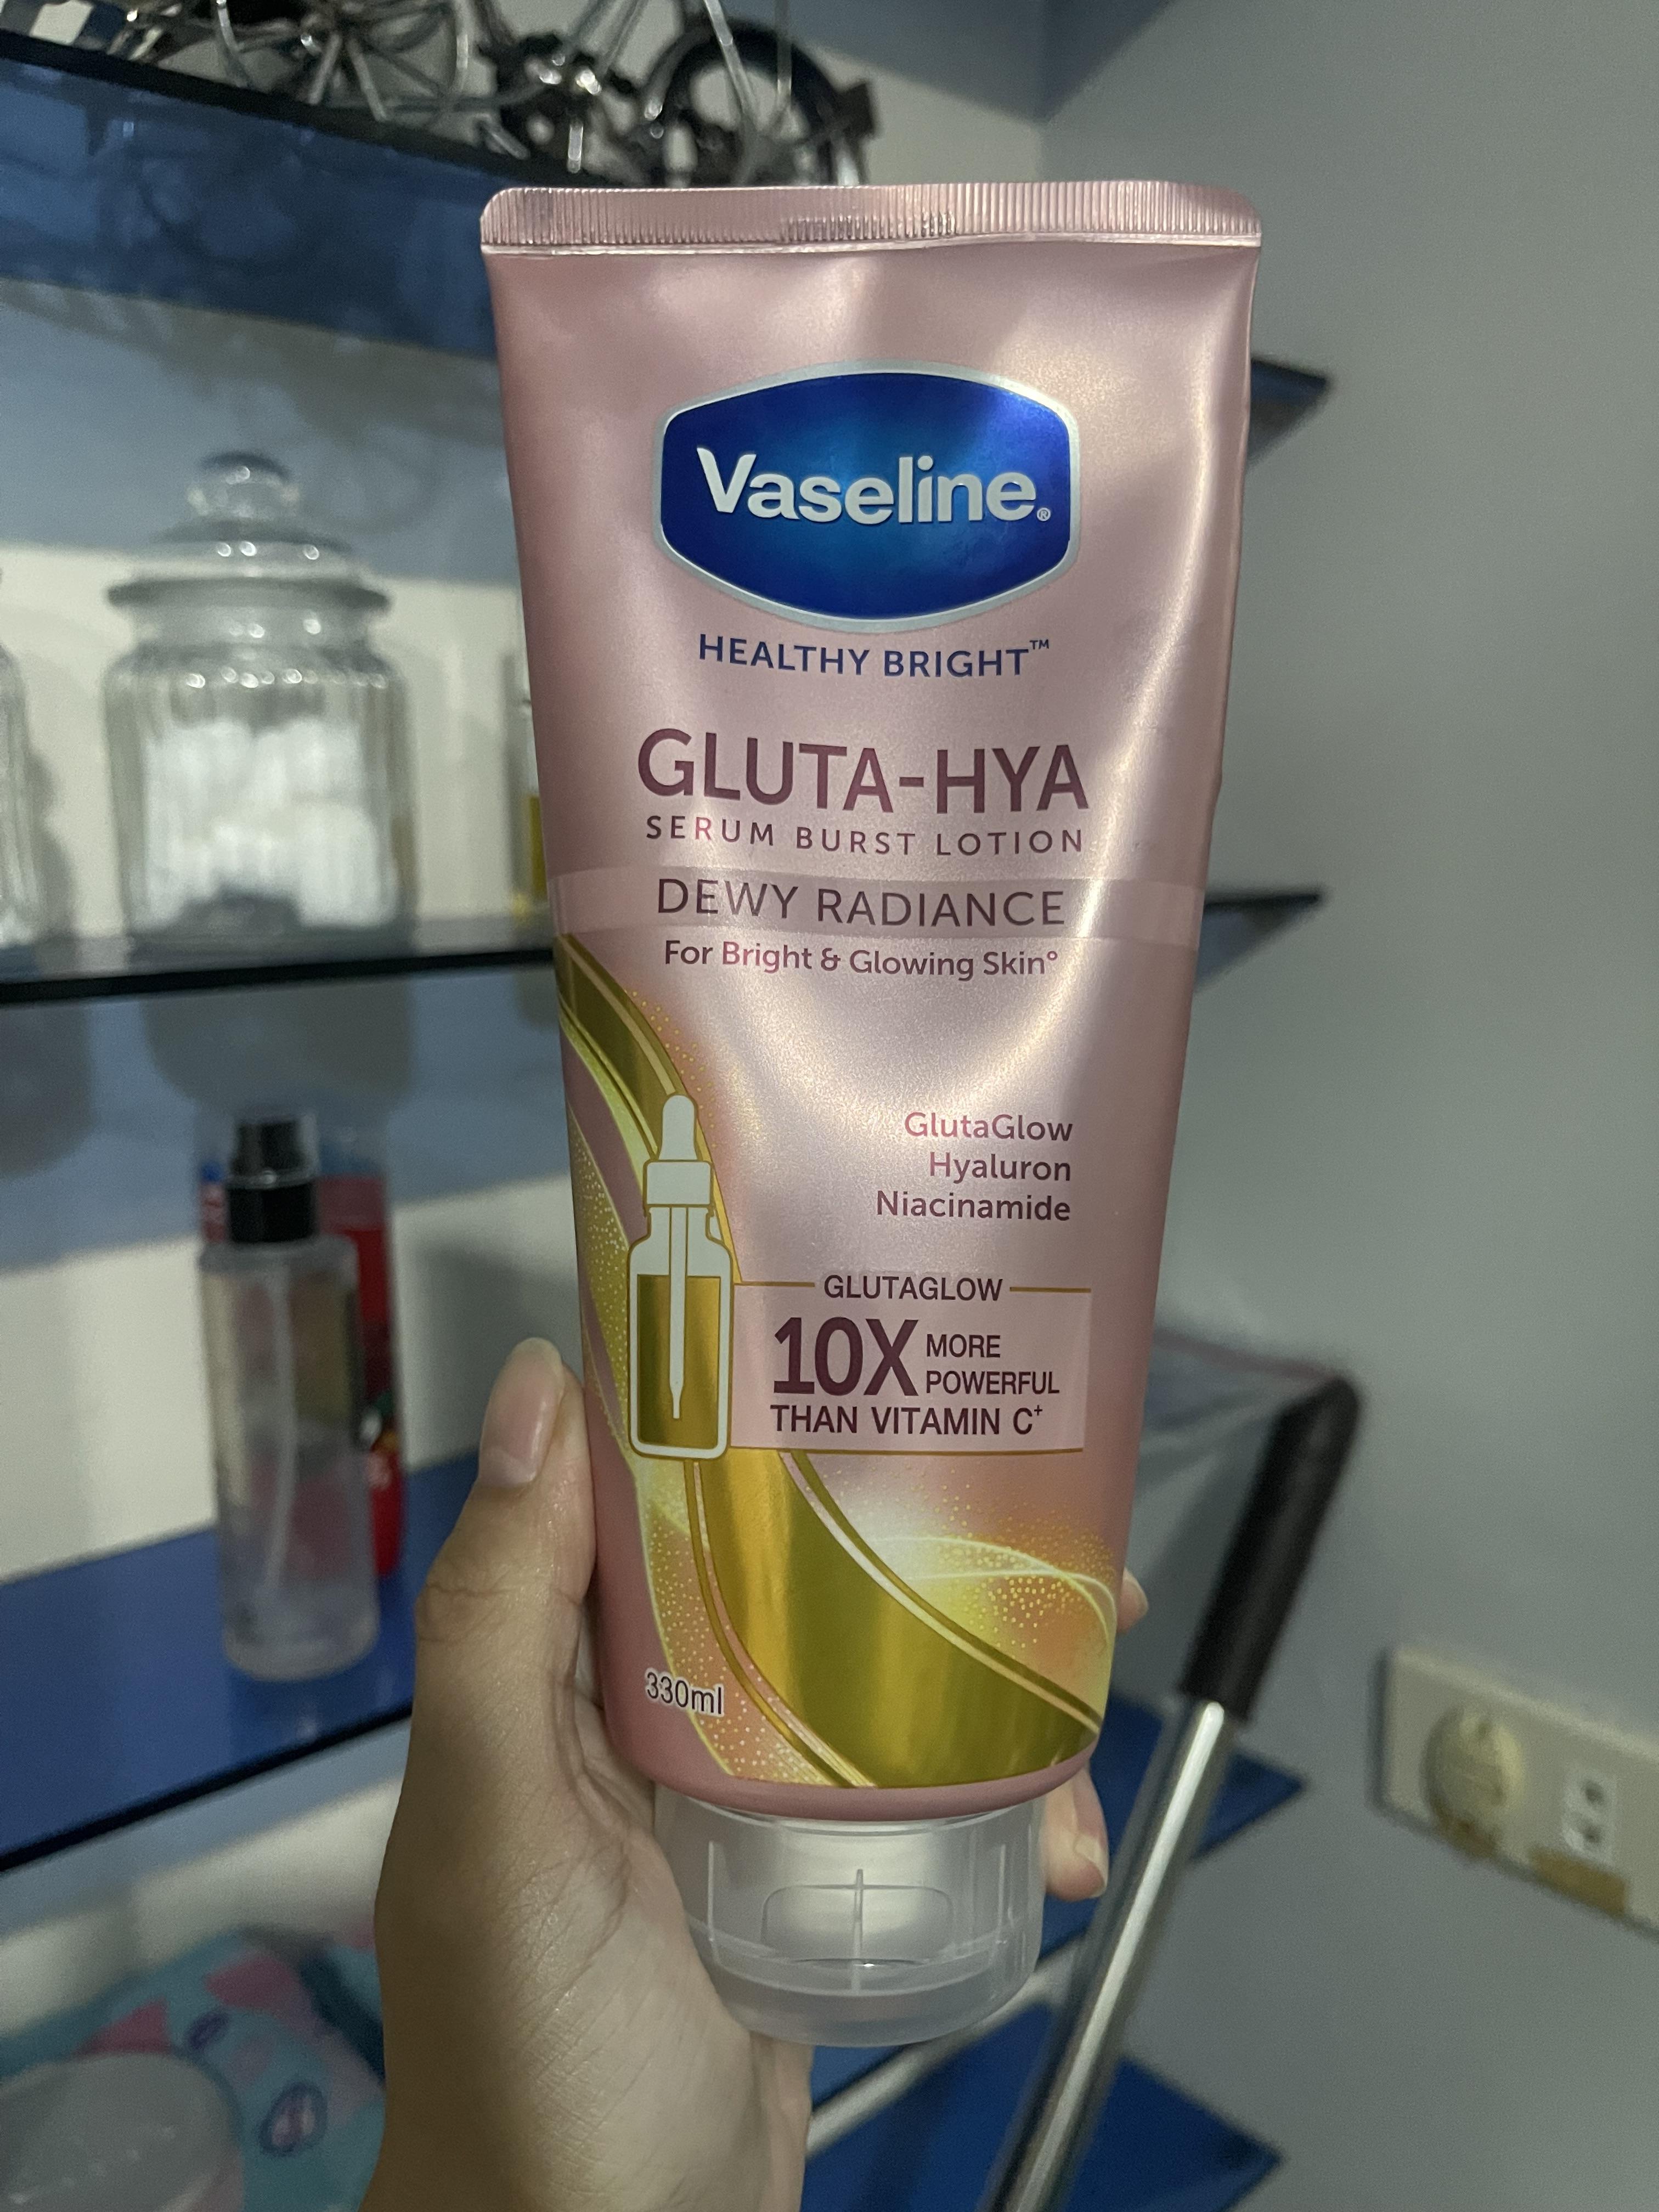 Vaseline®
HEALTHY BRIGHT™
GLUTA-HYA
SERUM BURST LOTION
DEWY RADIANCE
For Bright & Glowing Skin°
GlutaGlow
Hyaluron
Niacinamide
GLUTAGLOW
10X MORE
POWERFUL
THAN VITAMIN C⁺
330ml